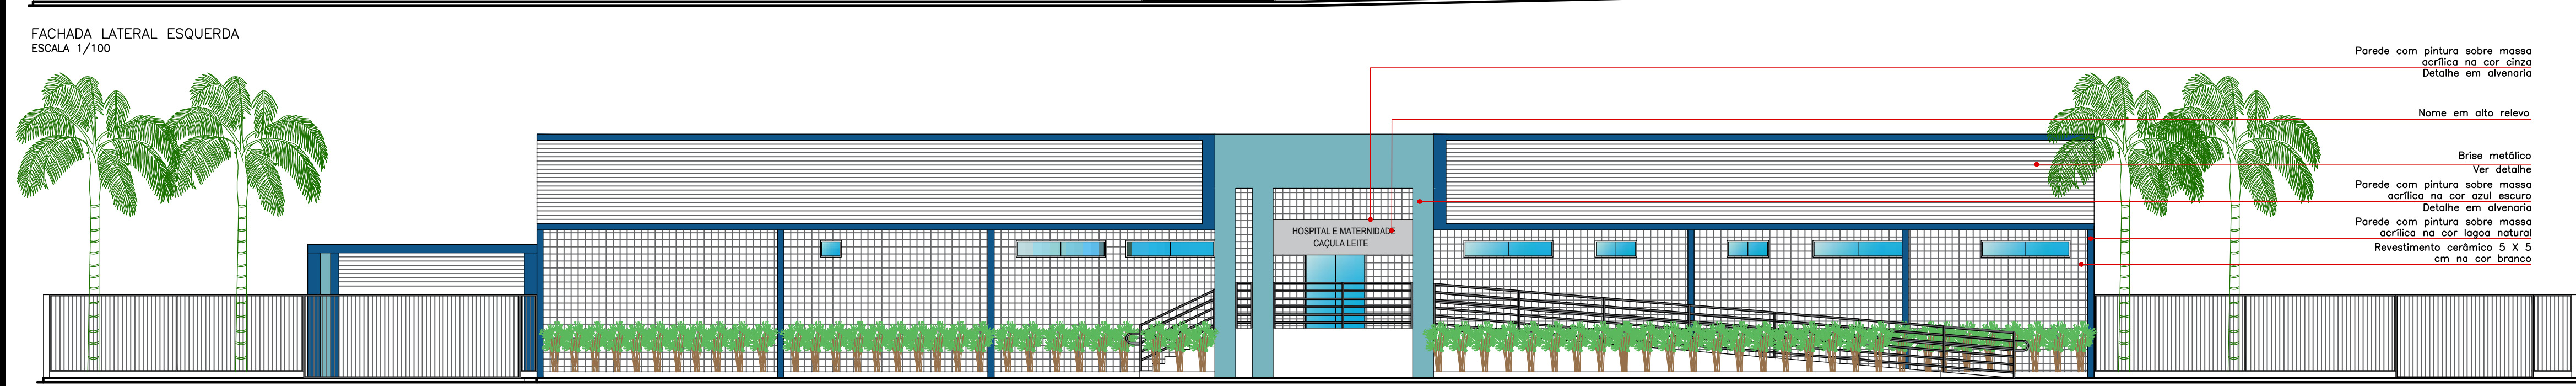 FACHADA LATERAL ESQUERDA
ESCALA 1/100
Parede com pintura sobre massa
acrílica na cor cinza
Detalhe em alvenaria
Nome em alto relevo
Brise metálico
Ver detalhe
Parede com pintura sobre massa
acrílica na cor azul escuro
Detalhe em alvenaria
Parede com pintura sobre massa
acrílica na cor lagoa natural
Revestimento cerâmico 5 X 5
cm na cor branco
HOSPITAL E MATERNIDADE
CAÇULA LEITE